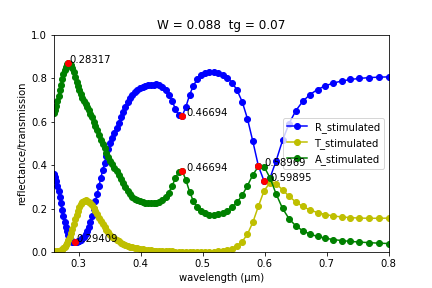 W = 0.088 tg = 0.07
reflectance/transmission
1.0
0.8
0.6
0.4
0.2
0.0
0.28317
0.46694
0.46694
0.59895
0.29409
R_stimulated
T_stimulated
A_stimulated
0.3
0.4
0.5
0.6
0.7
0.8
wavelength (μm)